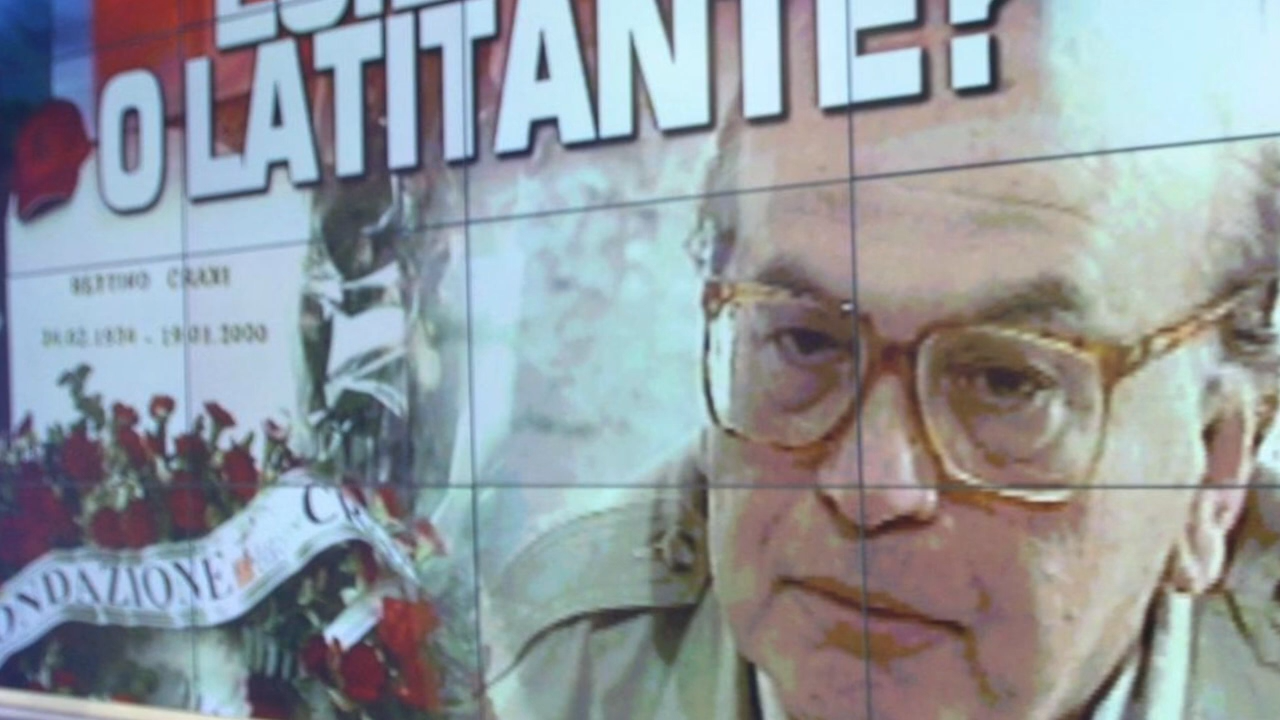 O LATITANTE?
BETTINO CRAXI
24.02.1934 - 19.01.2000
ONDAZIONE